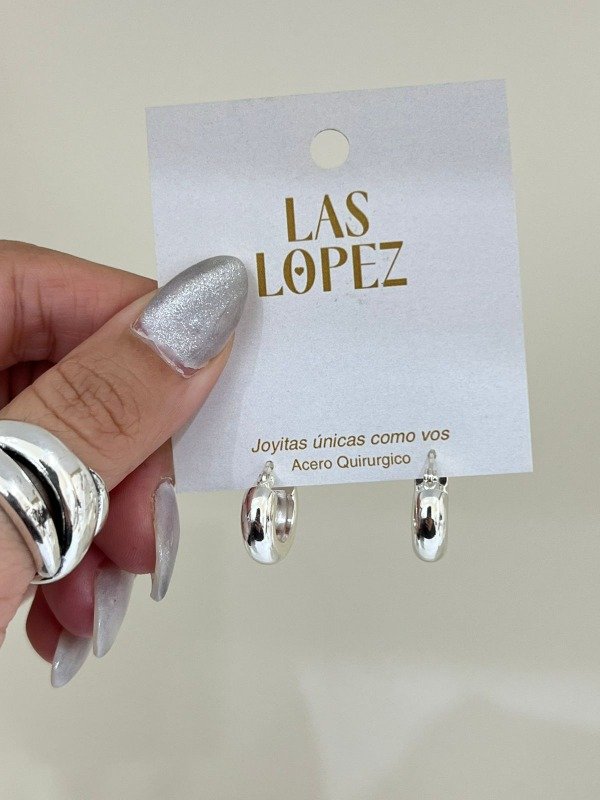 LAS
LOPEZ
Joyitas únicas como vos
Acero Quirurgico